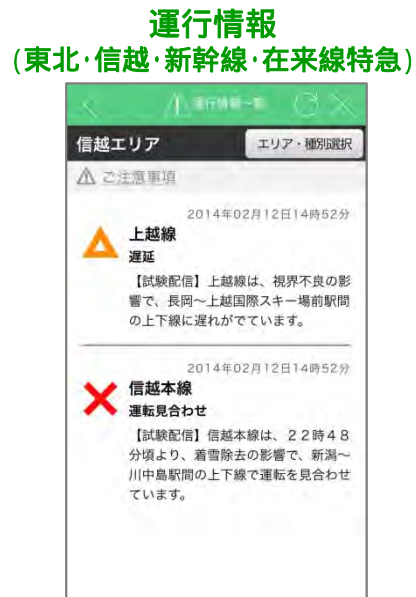 運行情報
(東北･信越･新幹線･在来線特急)
運行情報一覧
信越エリア
エリア・種別選択
ご注意事項
2014年02月12日14時52分
上越線
遅延
【試験配信】上越線は、視界不良の影
響で、長岡～上越国際スキー場前駅間
の上下線に遅れがでています。
2014年02月12日14時52分
信越本線
運転見合わせ
【試験配信】信越本線は、２２時４８
分頃より、着雪除去の影響で、新潟～
川中島駅間の上下線で運転を見合わせ
ています。